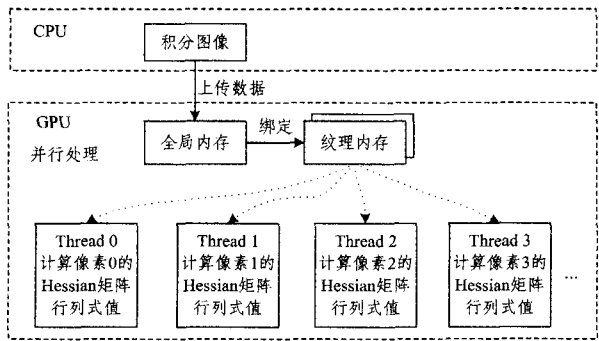 CPU
积分图像
上传数据
GPU
并行处理
全局内存
绑定
纹理内存
Thread 0
计算像素0的
Hessian矩阵
行列式值
Thread 1
计算像素1的
Hessian矩阵
行列式值
Thread 2
计算像素2的
Hessian矩阵
行列式值
Thread 3
计算像素3的
Hessian矩阵
行列式值
...